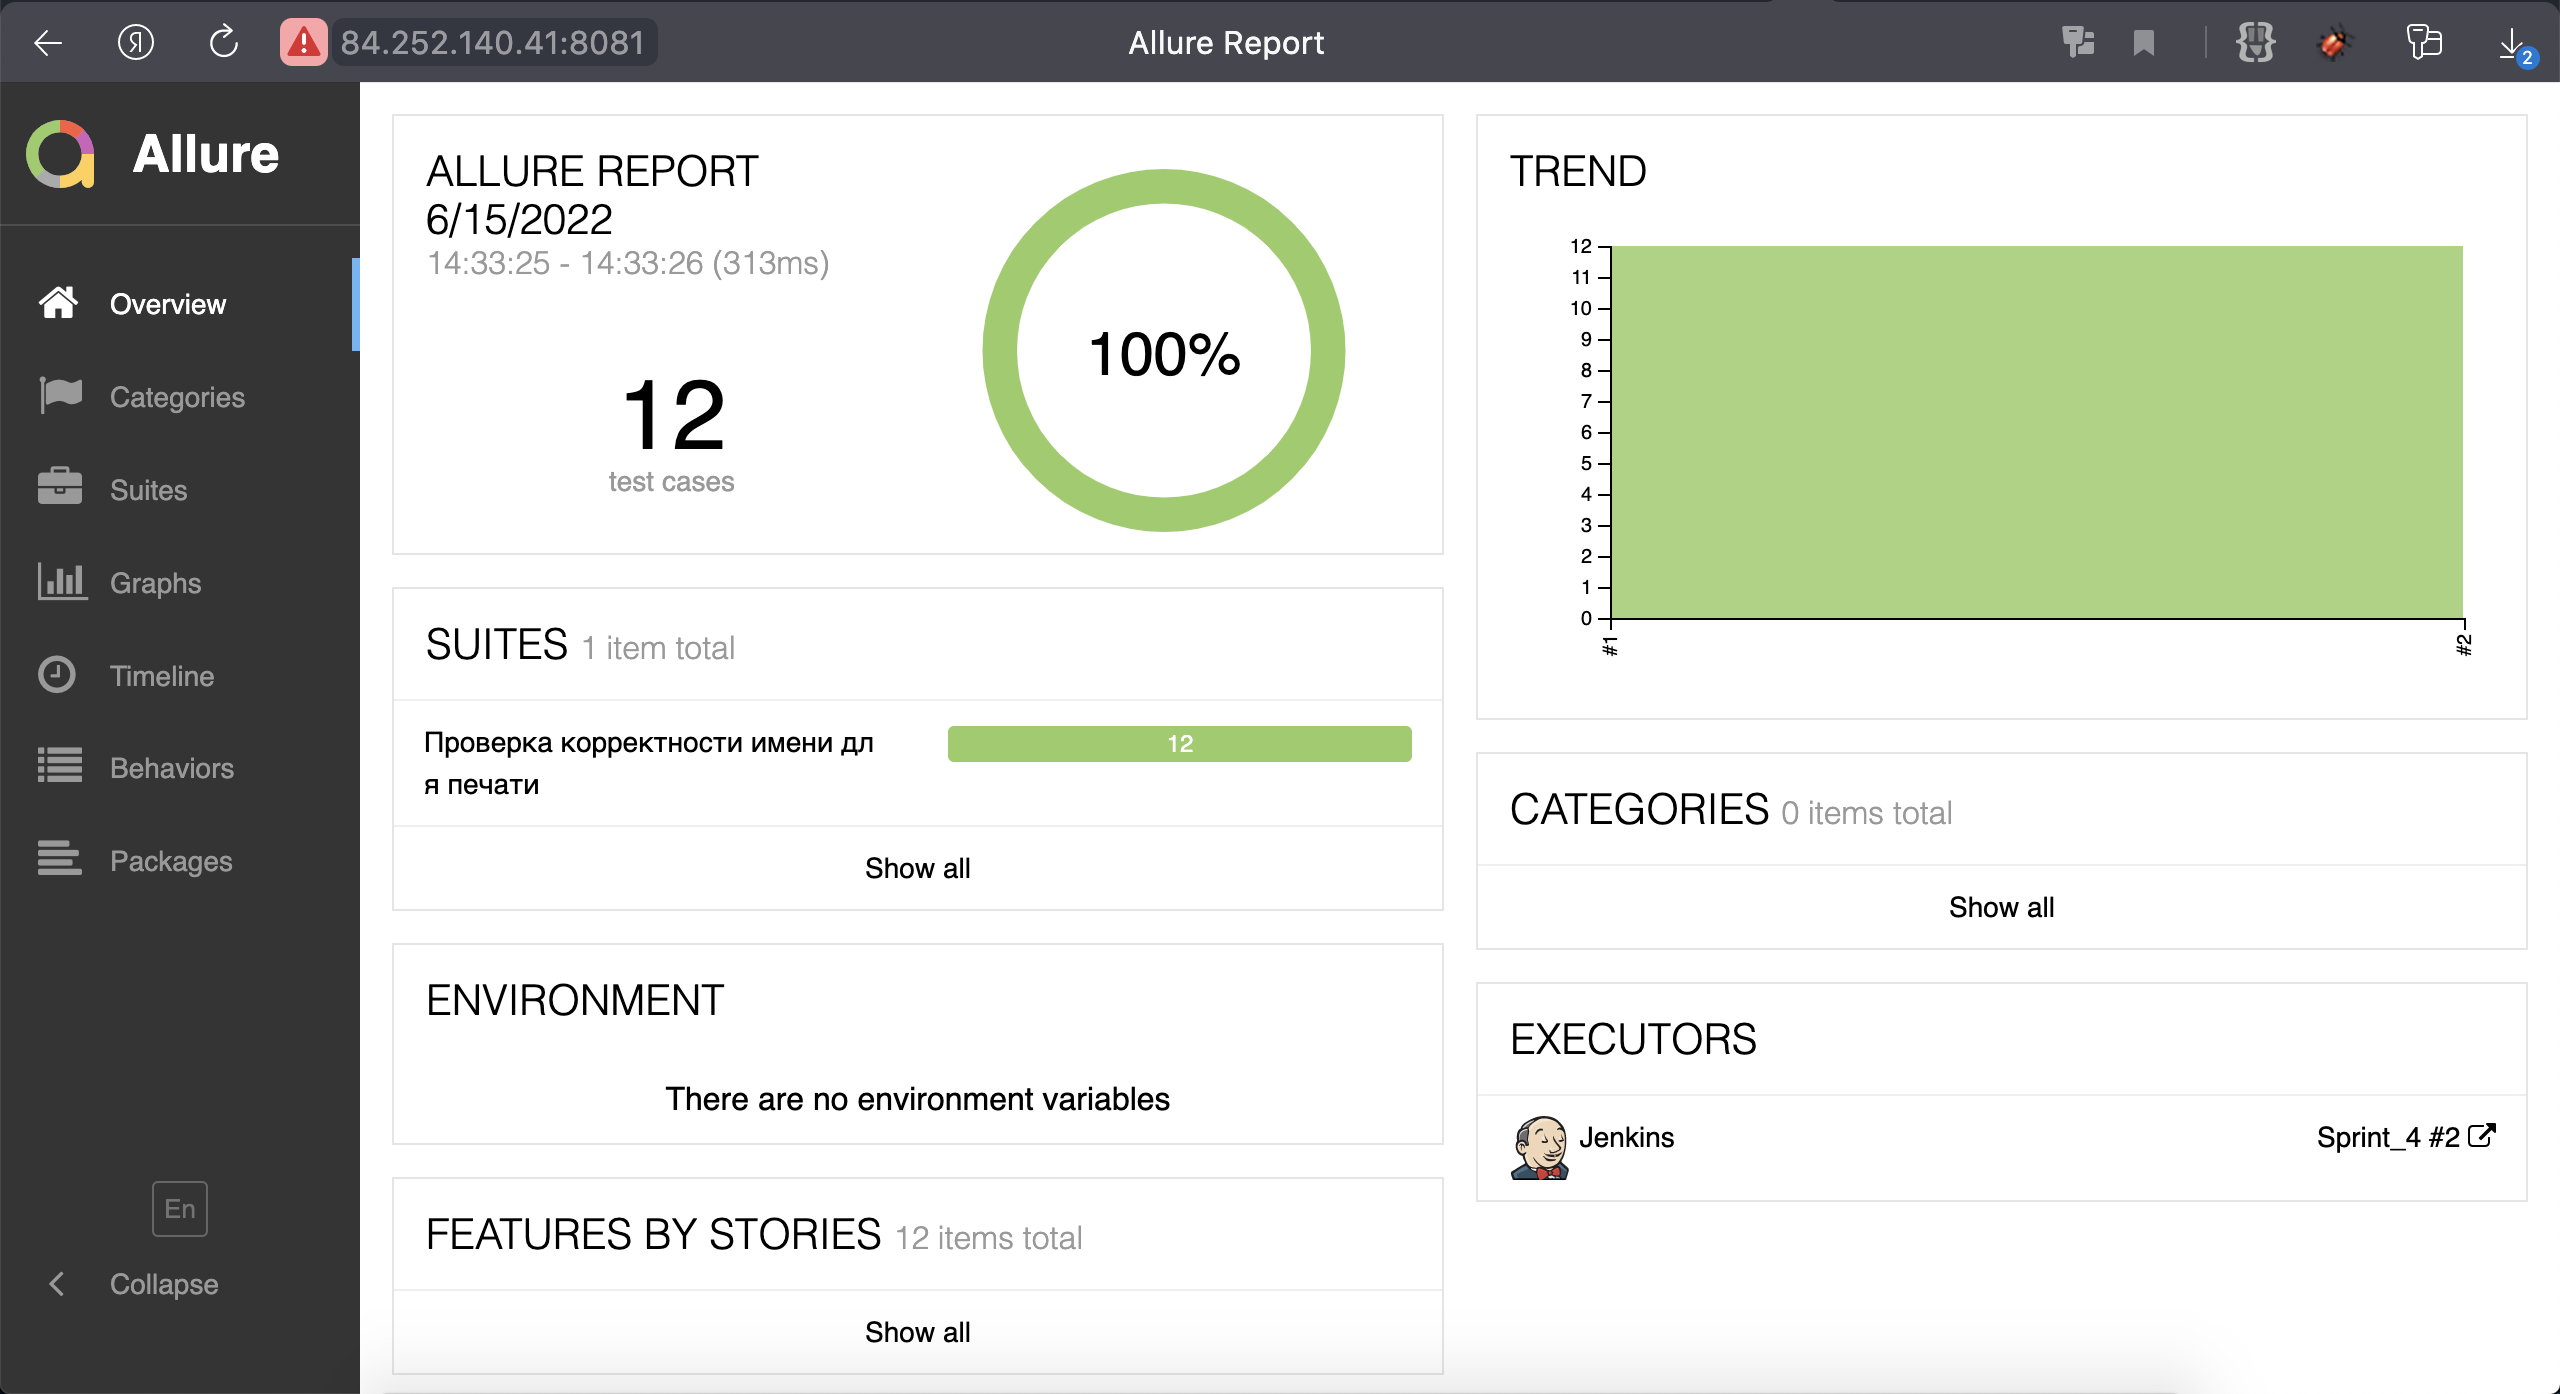 84.252.140.41:8081
Allure Report
2
Allure
Overview
Categories
Suites
Graphs
Timeline
Behaviors
Packages
En
Collapse
ALLURE REPORT
6/15/2022
14:33:25 - 14:33:26 (313ms)
12
test cases
100%
SUITES 1 item total
Проверка корректности имени дл
я печати
12
Show all
ENVIRONMENT
There are no environment variables
FEATURES BY STORIES 12 items total
Show all
TREND
12
11
10
9
8
7
6
5
4
3
2
1
0
#1
#2
CATEGORIES 0 items total
Show all
EXECUTORS
Jenkins
Sprint_4 #2